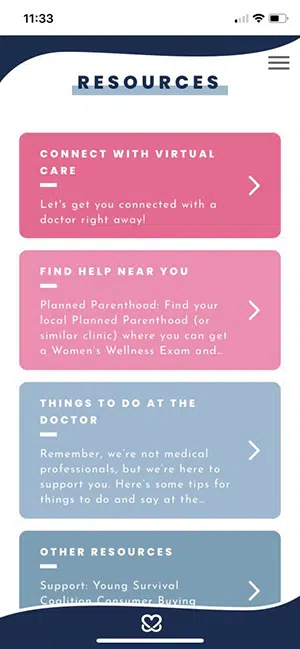 11:33
RESOURCES
CONNECT WITH VIRTUAL
CARE
Let's get you connected with a
doctor right away!
FIND HELP NEAR YOU
Planned Parenthood: Find your
local Planned Parenthood (or
similar clinic) where you can get
a Women's Wellness Exam and...
THINGS TO DO AT THE
DOCTOR
Remember, we're not medical
professionals, but we're here to
support you. Here's some tips for
things to do and say at the...
OTHER RESOURCES
Support: Young Survival
Coalition Consumer Buying